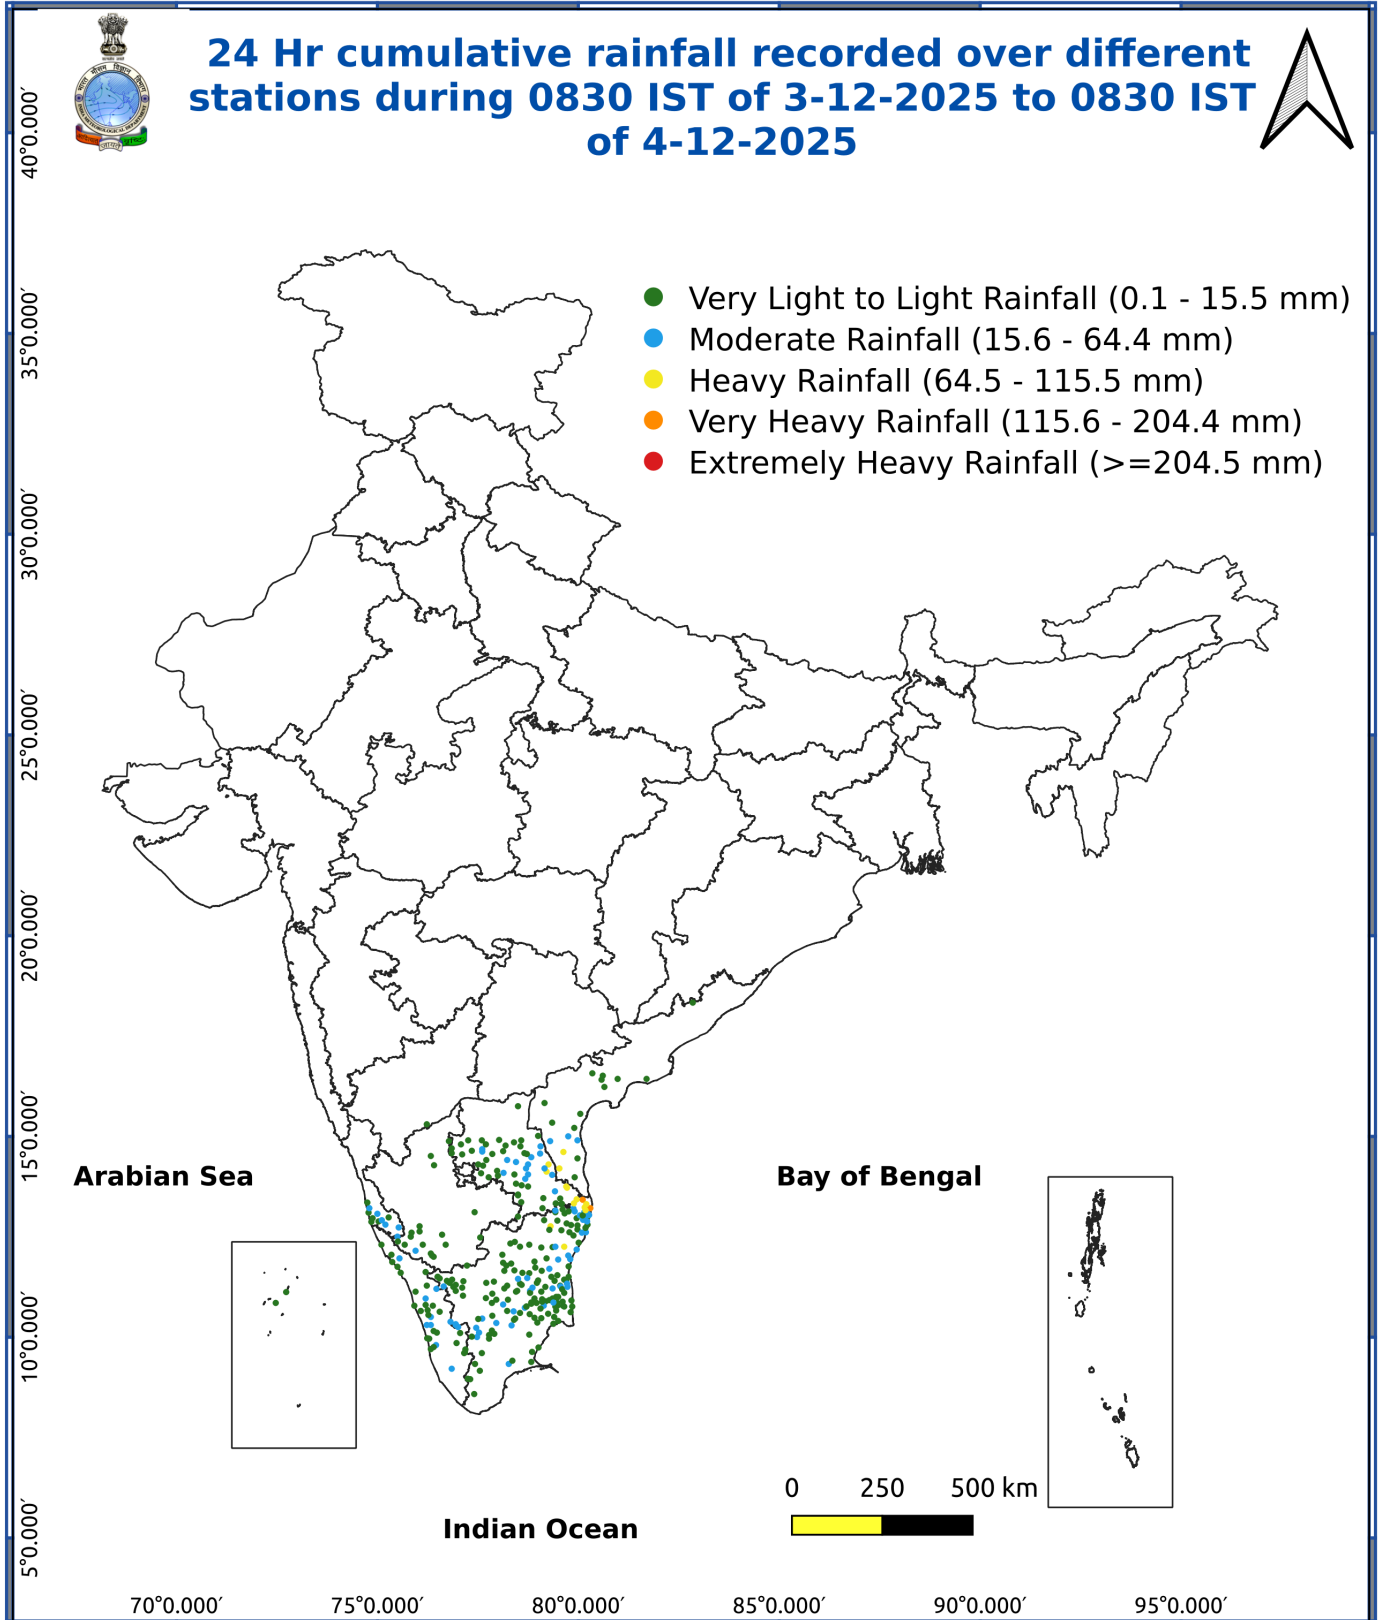 24 Hr cumulative rainfall recorded over different
stations during 0830 IST of 3-12-2025 to 0830 IST
of 4-12-2025
Very Light to Light Rainfall (0.1 - 15.5 mm)
Moderate Rainfall (15.6 - 64.4 mm)
Heavy Rainfall (64.5 - 115.5 mm)
Very Heavy Rainfall (115.6 - 204.4 mm)
Extremely Heavy Rainfall (>=204.5 mm)
40°0.000′
35°0.000′
30°0.000′
25°0.000′
20°0.000′
15°0.000′
10°0.000′
5°0.000′
Arabian Sea
Bay of Bengal
Indian Ocean
0 250 500 km
70°0.000′ 75°0.000′ 80°0.000′ 85°0.000′ 90°0.000′ 95°0.000′